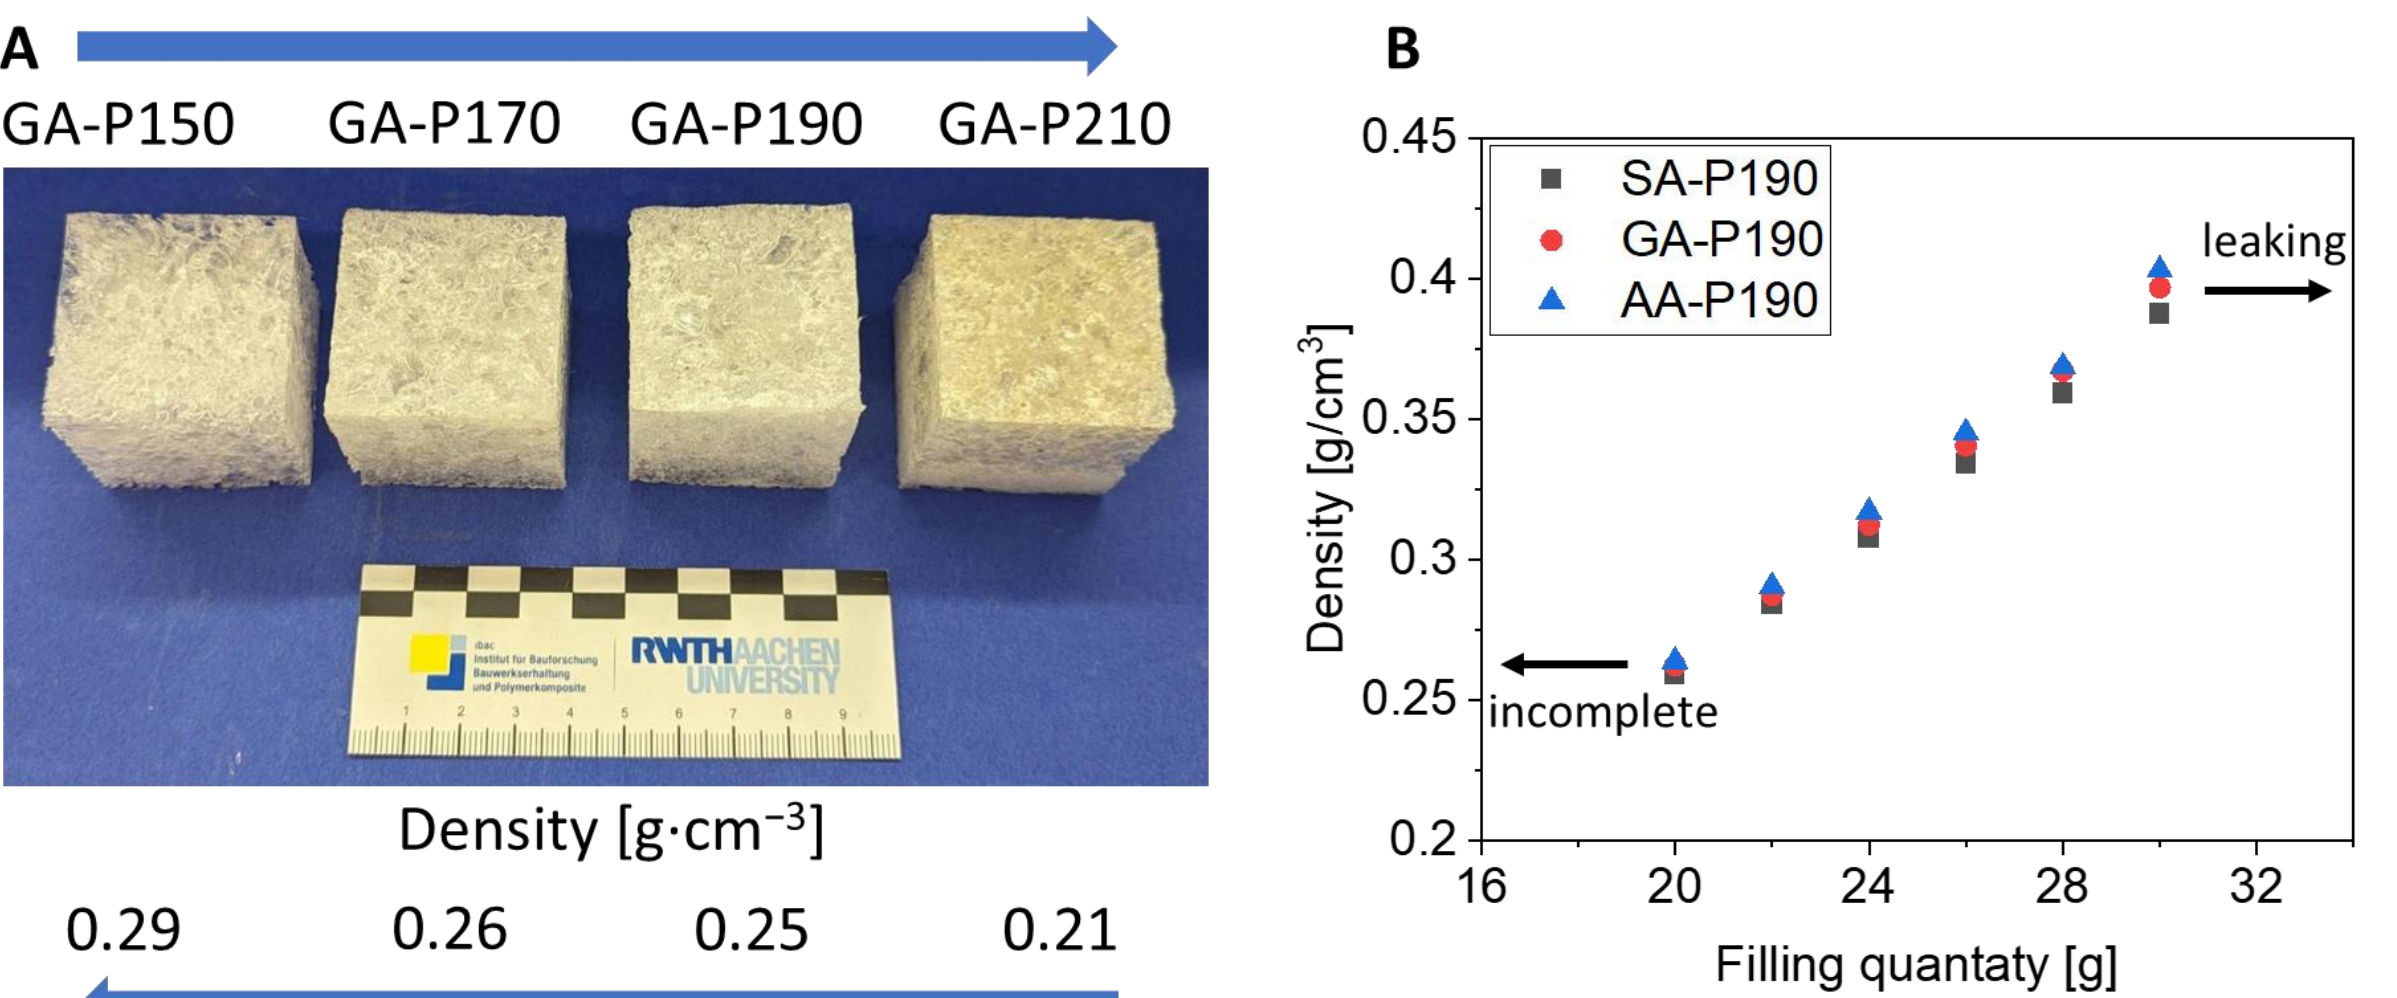 A
GA-P150 GA-P170 GA-P190 GA-P210
ibac
Institut für Bauforschung
Bauwerkserhaltung
und Polymerkomposite
RWTHAACHEN
UNIVERSITY
1 2 3 4 5 6 7 8 9
Density [g·cm⁻³]
0.29 0.26 0.25 0.21
B
0.45
0.4
0.35
0.3
0.25
0.2
Density [g/cm³]
SA-P190
GA-P190
AA-P190
leaking
incomplete
16 20 24 28 32
Filling quantaty [g]